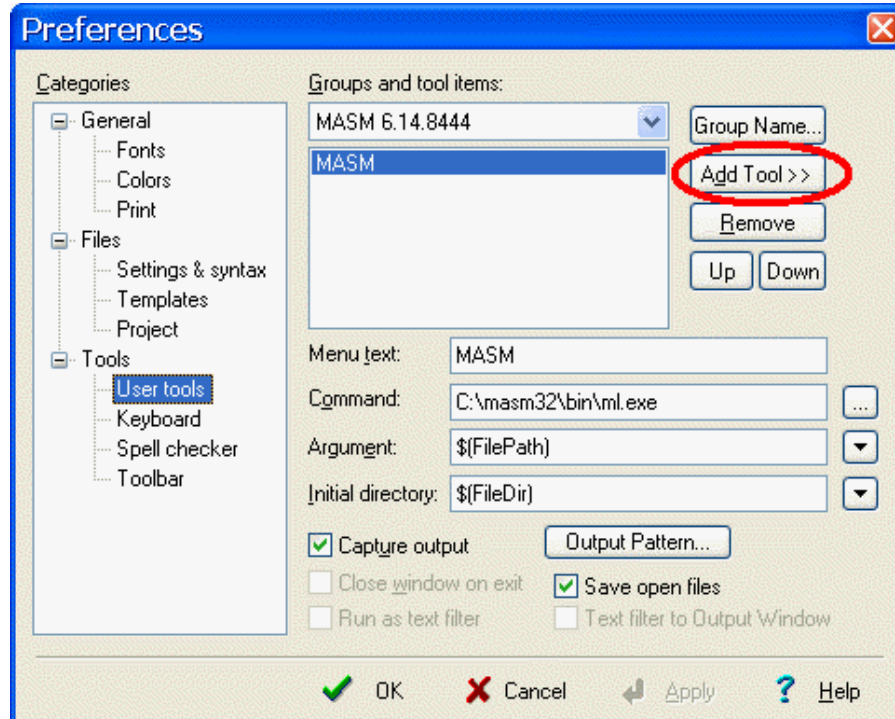 Preferences
Categories
General
Fonts
Colors
Print
Files
Settings & syntax
Templates
Project
Tools
User tools
Keyboard
Spell checker
Toolbar
Groups and tool items:
MASM 6.14.8444
MASM
Group Name...
Add Tool >>
Remove
Up Down
Menu text: MASM
Command: C:\masm32\bin\ml.exe ...
Argument: $(FilePath)
Initial directory: $(FileDir)
Capture output Output Pattern...
Close window on exit Save open files
Run as text filter Text filter to Output Window
OK Cancel Apply ? Help